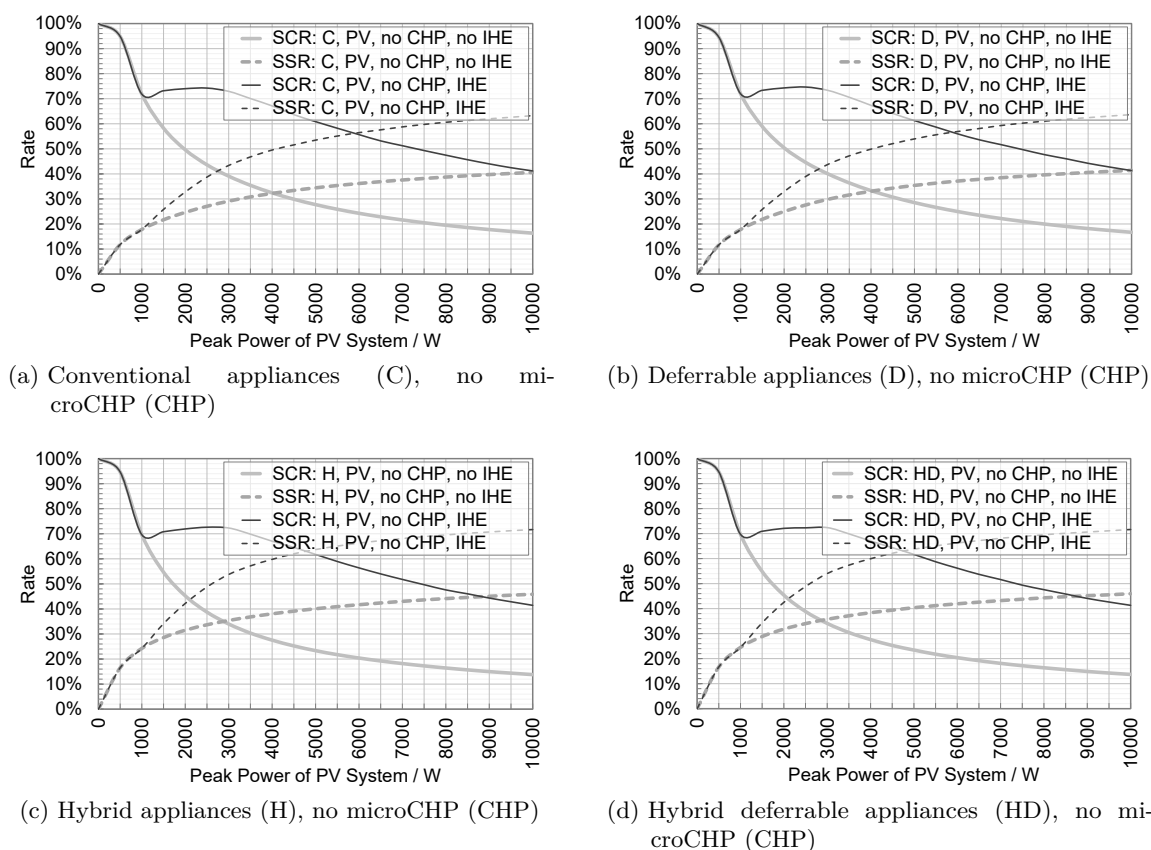 100%
90%
80%
70%
60%
50%
40%
30%
20%
10%
0%
Rate
SCR: C, PV, no CHP, no IHE
SSR: C, PV, no CHP, no IHE
SCR: C, PV, no CHP, IHE
SSR: C, PV, no CHP, IHE
0
1000
2000
3000
4000
5000
6000
7000
8000
9000
10000
Peak Power of PV System / W
(a) Conventional appliances (C), no mi-
croCHP (CHP)
100%
90%
80%
70%
60%
50%
40%
30%
20%
10%
0%
Rate
SCR: D, PV, no CHP, no IHE
SSR: D, PV, no CHP, no IHE
SCR: D, PV, no CHP, IHE
SSR: D, PV, no CHP, IHE
0
1000
2000
3000
4000
5000
6000
7000
8000
9000
10000
Peak Power of PV System / W
(b) Deferrable appliances (D), no microCHP (CHP)
100%
90%
80%
70%
60%
50%
40%
30%
20%
10%
0%
Rate
SCR: H, PV, no CHP, no IHE
SSR: H, PV, no CHP, no IHE
SCR: H, PV, no CHP, IHE
SSR: H, PV, no CHP, IHE
0
1000
2000
3000
4000
5000
6000
7000
8000
9000
10000
Peak Power of PV System / W
(c) Hybrid appliances (H), no microCHP (CHP)
100%
90%
80%
70%
60%
50%
40%
30%
20%
10%
0%
Rate
SCR: HD, PV, no CHP, no IHE
SSR: HD, PV, no CHP, no IHE
SCR: HD, PV, no CHP, IHE
SSR: HD, PV, no CHP, IHE
0
1000
2000
3000
4000
5000
6000
7000
8000
9000
10000
Peak Power of PV System / W
(d) Hybrid deferrable appliances (HD), no mi-
croCHP (CHP)